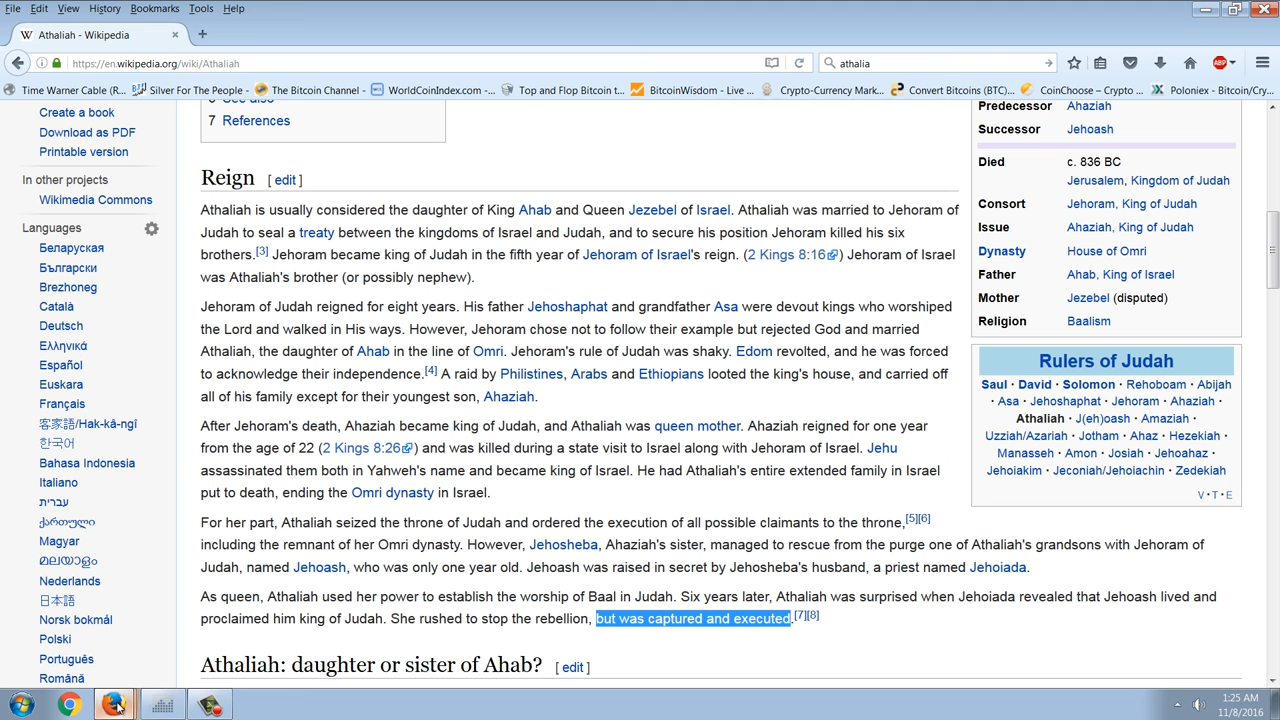 File Edit View History Bookmarks Tools Help
Athaliah - Wikipedia
https://en.wikipedia.org/wiki/Athaliah
athalia
Time Warner Cable (R... Silver For The People - ... The Bitcoin Channel - ... WorldCoinIndex.com -... Top and Flop Bitcoin t... BitcoinWisdom - Live ... Crypto-Currency Mark... Convert Bitcoins (BTC)... CoinChoose – Crypto ... Poloniex - Bitcoin/Cry...
Create a book
Download as PDF
Printable version
In other projects
Wikimedia Commons
Languages
Беларуская
Български
Brezhoneg
Català
Deutsch
Ελληνικά
Español
Euskara
Français
客家語/Hak-kâ-ngî
한국어
Bahasa Indonesia
Italiano
עברית
ქართული
Magyar
മലയാളം
Nederlands
日本語
Norsk bokmål
Polski
Português
Română
See also
7 References
Reign [ edit ]
Athaliah is usually considered the daughter of King Ahab and Queen Jezebel of Israel. Athaliah was married to Jehoram of
Judah to seal a treaty between the kingdoms of Israel and Judah, and to secure his position Jehoram killed his six
brothers.[3] Jehoram became king of Judah in the fifth year of Jehoram of Israel's reign. (2 Kings 8:16) Jehoram of Israel
was Athaliah's brother (or possibly nephew).
Jehoram of Judah reigned for eight years. His father Jehoshaphat and grandfather Asa were devout kings who worshiped
the Lord and walked in His ways. However, Jehoram chose not to follow their example but rejected God and married
Athaliah, the daughter of Ahab in the line of Omri. Jehoram's rule of Judah was shaky. Edom revolted, and he was forced
to acknowledge their independence.[4] A raid by Philistines, Arabs and Ethiopians looted the king's house, and carried off
all of his family except for their youngest son, Ahaziah.
After Jehoram's death, Ahaziah became king of Judah, and Athaliah was queen mother. Ahaziah reigned for one year
from the age of 22 (2 Kings 8:26) and was killed during a state visit to Israel along with Jehoram of Israel. Jehu
assassinated them both in Yahweh's name and became king of Israel. He had Athaliah's entire extended family in Israel
put to death, ending the Omri dynasty in Israel.
For her part, Athaliah seized the throne of Judah and ordered the execution of all possible claimants to the throne,[5][6]
including the remnant of her Omri dynasty. However, Jehosheba, Ahaziah's sister, managed to rescue from the purge one of Athaliah's grandsons with Jehoram of
Judah, named Jehoash, who was only one year old. Jehoash was raised in secret by Jehosheba's husband, a priest named Jehoiada.
As queen, Athaliah used her power to establish the worship of Baal in Judah. Six years later, Athaliah was surprised when Jehoiada revealed that Jehoash lived and
proclaimed him king of Judah. She rushed to stop the rebellion, but was captured and executed.[7][8]
Athaliah: daughter or sister of Ahab? [ edit ]
Predecessor Ahaziah
Successor Jehoash
Died c. 836 BC
Jerusalem, Kingdom of Judah
Consort Jehoram, King of Judah
Issue Ahaziah, King of Judah
Dynasty House of Omri
Father Ahab, King of Israel
Mother Jezebel (disputed)
Religion Baalism
Rulers of Judah
Saul · David · Solomon · Rehoboam · Abijah
· Asa · Jehoshaphat · Jehoram · Ahaziah ·
Athaliah · J(eh)oash · Amaziah ·
Uzziah/Azariah · Jotham · Ahaz · Hezekiah ·
Manasseh · Amon · Josiah · Jehoahaz ·
Jehoiakim · Jeconiah/Jehoiachin · Zedekiah
V · T · E
ABP
1:25 AM
11/8/2016